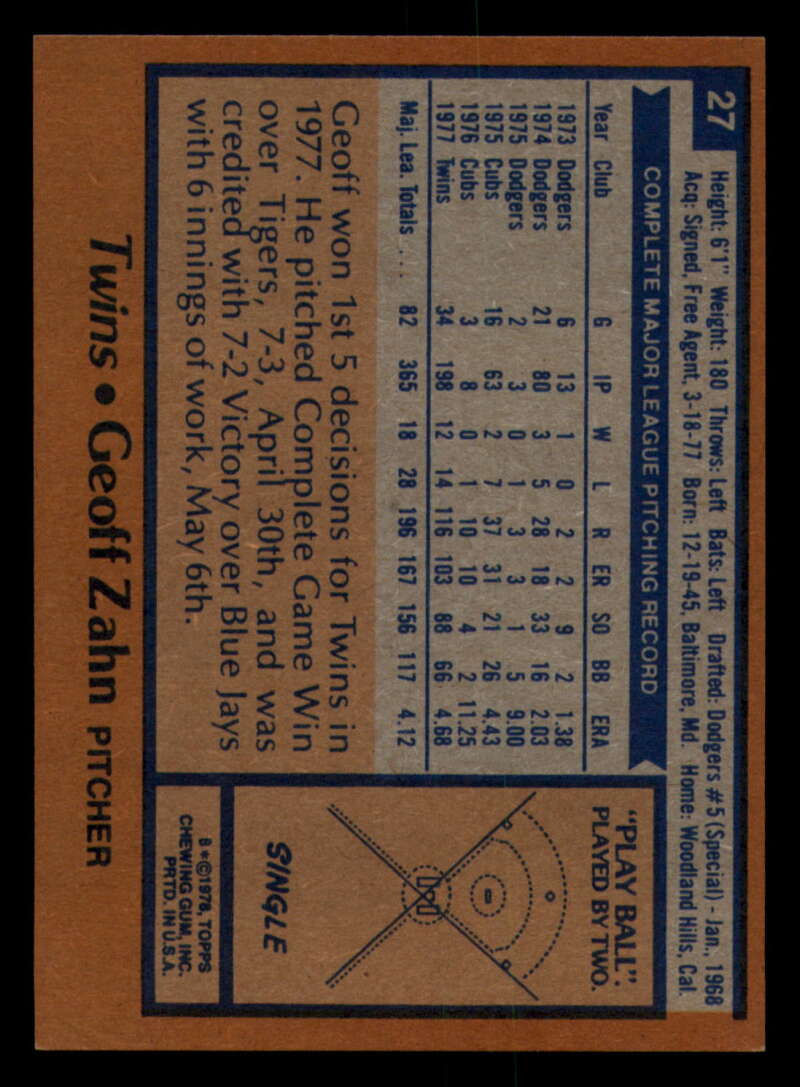 27
Height: 6'1" Weight: 180 Throws: Left Bats: Left Drafted: Dodgers #5 (Special) - Jan., 1968
Acq: Signed, Free Agent, 3-18-77 Born: 12-19-45, Baltimore, Md. Home: Woodland Hills, Cal.
COMPLETE MAJOR LEAGUE PITCHING RECORD
Year Club G IP W L R ER SO BB ERA
1973 Dodgers 6 13 1 0 2 2 9 2 1.38
1974 Dodgers 21 80 3 5 28 18 33 16 2.03
1975 Dodgers 2 3 0 1 3 3 1 5 9.00
1975 Cubs 16 63 2 7 37 31 21 26 4.43
1976 Cubs 3 8 0 1 10 10 4 2 11.25
1977 Twins 34 198 12 14 116 103 88 66 4.68
Maj. Lea. Totals ... 82 365 18 28 196 167 156 117 4.12
Geoff won 1st 5 decisions for Twins in
1977. He pitched Complete Game Win
over Tigers, 7-3, April 30th, and was
credited with 7-2 Victory over Blue Jays
with 6 innings of work, May 6th.
"PLAY BALL".
PLAYED BY TWO.
SINGLE
8*©1978, TOPPS
CHEWING GUM, INC.
PRTD. IN U.S.A.
Twins • Geoff Zahn PITCHER